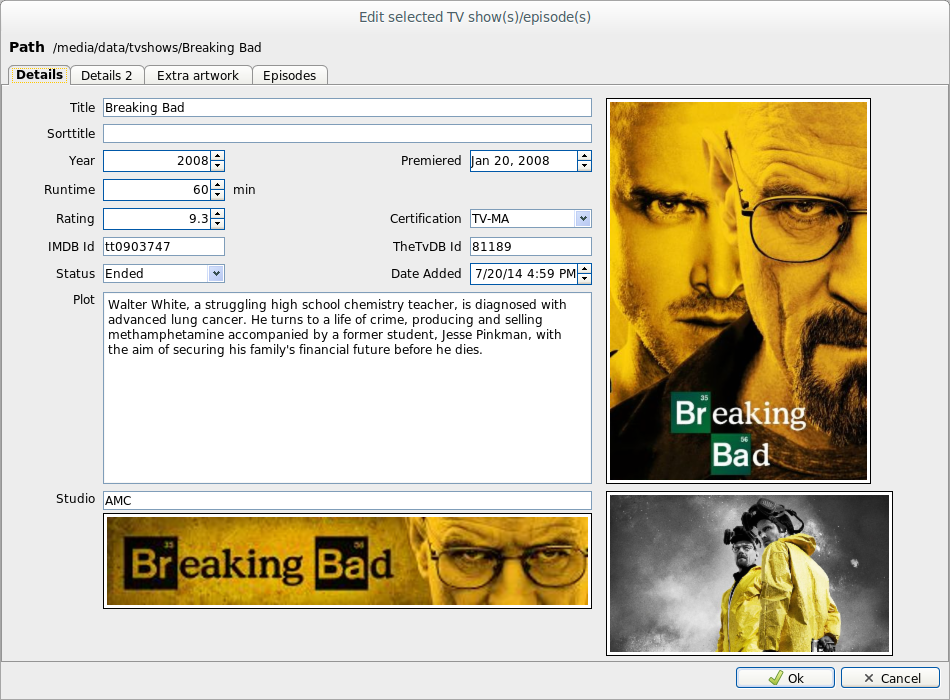 Edit selected TV show(s)/episode(s)
Path /media/data/tvshows/Breaking Bad
Details Details 2 Extra artwork Episodes
Title Breaking Bad
Sorttitle
Year 2008 Premiered Jan 20, 2008
Runtime 60 min
Rating 9.3 Certification TV-MA
IMDB Id tt0903747 TheTvDB Id 81189
Status Ended Date Added 7/20/14 4:59 PM
Plot Walter White, a struggling high school chemistry teacher, is diagnosed with
advanced lung cancer. He turns to a life of crime, producing and selling
methamphetamine accompanied by a former student, Jesse Pinkman, with
the aim of securing his family's financial future before he dies.
35
Breaking
56
Bad
Studio AMC
35 56
Breaking Bad
Ok Cancel